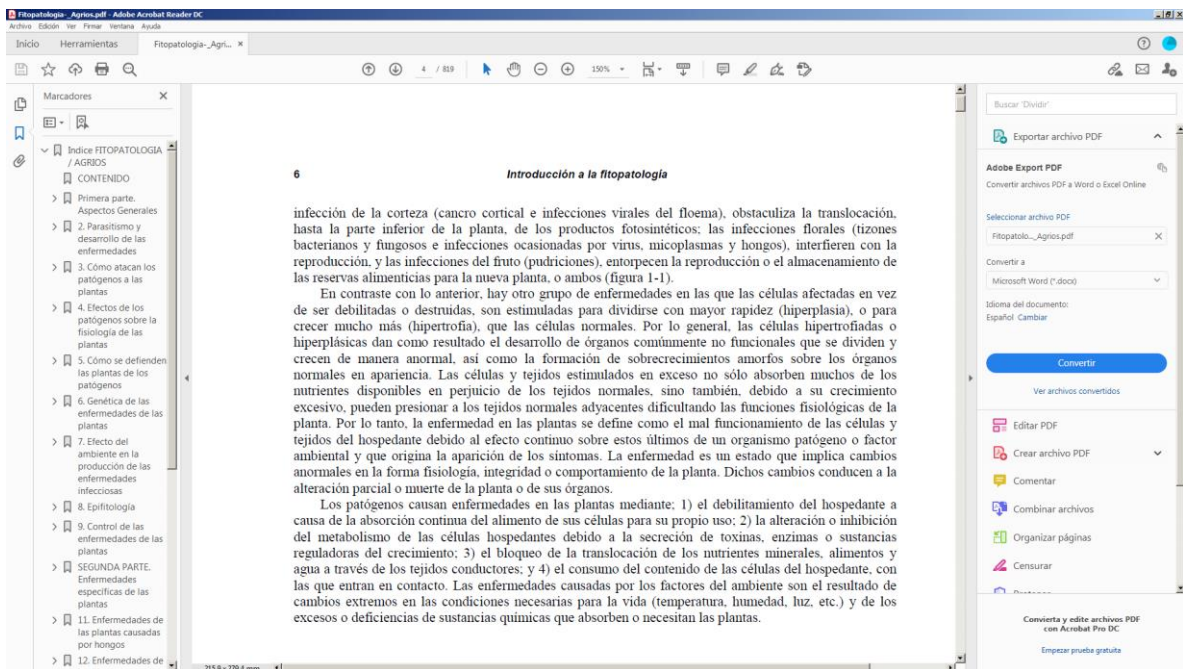 Fitopatologia-_Agrios.pdf - Adobe Acrobat Reader DC
Archivo Edición Ver Firmar Ventana Ayuda
Inicio Herramientas Fitopatologia-_Agri... ×
4 / 819 150%
Marcadores
Indice FITOPATOLOGIA
/ AGRIOS
CONTENIDO
Primera parte.
Aspectos Generales
2. Parasitismo y
desarrollo de las
enfermedades
3. Cómo atacan los
patógenos a las
plantas
4. Efectos de los
patógenos sobre la
fisiología de las
plantas
5. Cómo se defienden
las plantas de los
patógenos
6. Genética de las
enfermedades de las
plantas
7. Efecto del
ambiente en la
producción de las
enfermedades
infecciosas
8. Epifitología
9. Control de las
enfermedades de las
plantas
SEGUNDA PARTE.
Enfermedades
específicas de las
plantas
11. Enfermedades de
las plantas causadas
por hongos
12. Enfermedades de
6 Introducción a la fitopatología
infección de la corteza (cancro cortical e infecciones virales del floema), obstaculiza la translocación,
hasta la parte inferior de la planta, de los productos fotosintéticos; las infecciones florales (tizones
bacterianos y fungosos e infecciones ocasionadas por virus, micoplasmas y hongos), interfieren con la
reproducción, y las infecciones del fruto (pudriciones), entorpecen la reproducción o el almacenamiento de
las reservas alimenticias para la nueva planta, o ambos (figura 1-1).
En contraste con lo anterior, hay otro grupo de enfermedades en las que las células afectadas en vez
de ser debilitadas o destruidas, son estimuladas para dividirse con mayor rapidez (hiperplasia), o para
crecer mucho más (hipertrofia), que las células normales. Por lo general, las células hipertrofiadas o
hiperplásicas dan como resultado el desarrollo de órganos comúnmente no funcionales que se dividen y
crecen de manera anormal, así como la formación de sobrecrecimientos amorfos sobre los órganos
normales en apariencia. Las células y tejidos estimulados en exceso no sólo absorben muchos de los
nutrientes disponibles en perjuicio de los tejidos normales, sino también, debido a su crecimiento
excesivo, pueden presionar a los tejidos normales adyacentes dificultando las funciones fisiológicas de la
planta. Por lo tanto, la enfermedad en las plantas se define como el mal funcionamiento de las células y
tejidos del hospedante debido al efecto continuo sobre estos últimos de un organismo patógeno o factor
ambiental y que origina la aparición de los síntomas. La enfermedad es un estado que implica cambios
anormales en la forma fisiología, integridad o comportamiento de la planta. Dichos cambios conducen a la
alteración parcial o muerte de la planta o de sus órganos.
Los patógenos causan enfermedades en las plantas mediante; 1) el debilitamiento del hospedante a
causa de la absorción continua del alimento de sus células para su propio uso; 2) la alteración o inhibición
del metabolismo de las células hospedantes debido a la secreción de toxinas, enzimas o sustancias
reguladoras del crecimiento; 3) el bloqueo de la translocación de los nutrientes minerales, alimentos y
agua a través de los tejidos conductores; y 4) el consumo del contenido de las células del hospedante, con
las que entran en contacto. Las enfermedades causadas por los factores del ambiente son el resultado de
cambios extremos en las condiciones necesarias para la vida (temperatura, humedad, luz, etc.) y de los
excesos o deficiencias de sustancias químicas que absorben o necesitan las plantas.
215,9 x 279,4 mm
Buscar 'Dividir'
Exportar archivo PDF
Adobe Export PDF
Convertir archivos PDF a Word o Excel Online
Seleccionar archivo PDF
Fitopatolo..._Agrios.pdf
Convertir a
Microsoft Word (*.docx)
Idioma del documento:
Español Cambiar
Convertir
Ver archivos convertidos
Editar PDF
Crear archivo PDF
Comentar
Combinar archivos
Organizar páginas
Censurar
Convierta y edite archivos PDF
con Acrobat Pro DC
Empezar prueba gratuita